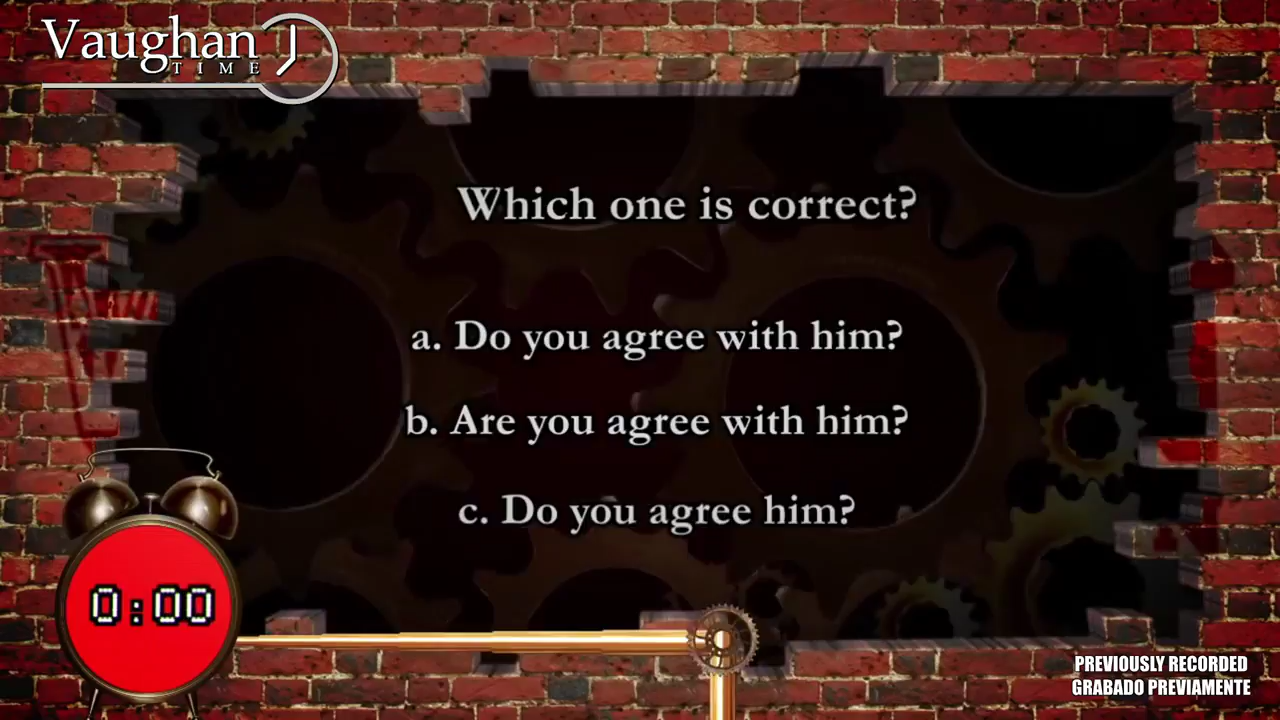 Vaughan
TIME
Which one is correct?
a. Do you agree with him?
b. Are you agree with him?
c. Do you agree him?
0:00
PREVIOUSLY RECORDED
GRABADO PREVIAMENTE